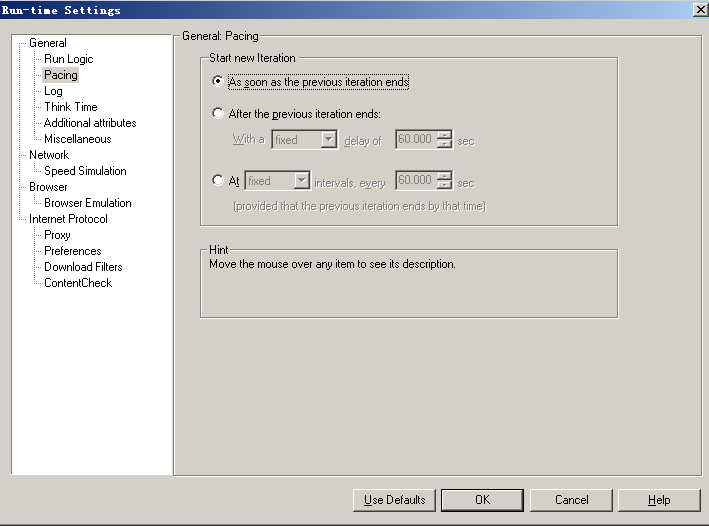 Run-time Settings
General
Run Logic
Pacing
Log
Think Time
Additional attributes
Miscellaneous
Network
Speed Simulation
Browser
Browser Emulation
Internet Protocol
Proxy
Preferences
Download Filters
ContentCheck
General: Pacing
Start new Iteration
As soon as the previous iteration ends
After the previous iteration ends:
With a fixed delay of 60.000 sec
At fixed intervals, every 60.000 sec
(provided that the previous iteration ends by that time)
Hint
Move the mouse over any item to see its description.
Use Defaults OK Cancel Help